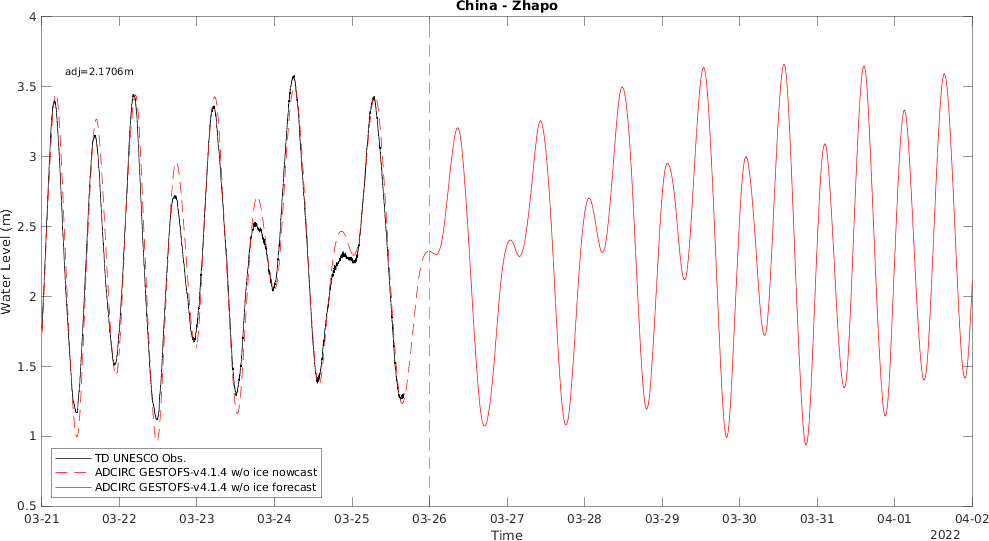 China - Zhapo
4
adj=2.1706m
3.5
3
2.5
Water Level (m)
2
1.5
1
TD UNESCO Obs.
ADCIRC GESTOFS-v4.1.4 w/o ice nowcast
ADCIRC GESTOFS-v4.1.4 w/o ice forecast
0.5
03-21 03-22 03-23 03-24 03-25 03-26 03-27 03-28 03-29 03-30 03-31 04-01 04-02
Time
2022